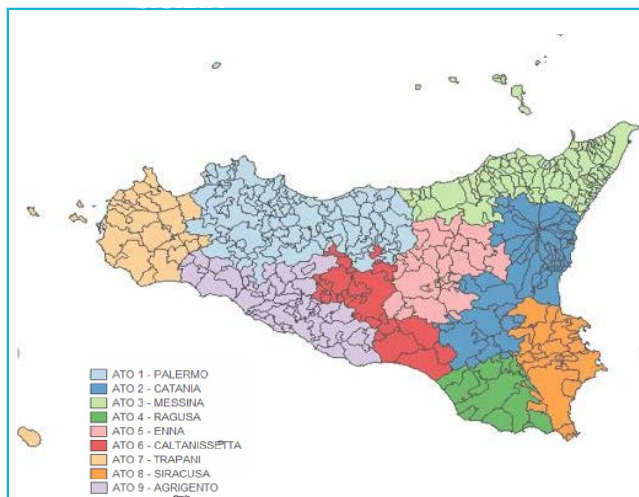 ATO 1 - PALERMO
ATO 2 - CATANIA
ATO 3 - MESSINA
ATO 4 - RAGUSA
ATO 5 - ENNA
ATO 6 - CALTANISSETTA
ATO 7 - TRAPANI
ATO 8 - SIRACUSA
ATO 9 - AGRIGENTO